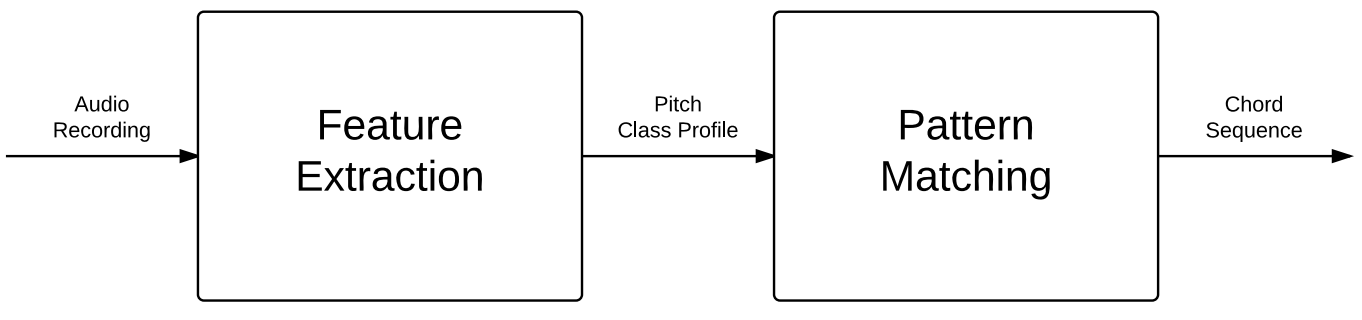 Audio
Recording
Feature
Extraction
Pitch
Class Profile
Pattern
Matching
Chord
Sequence